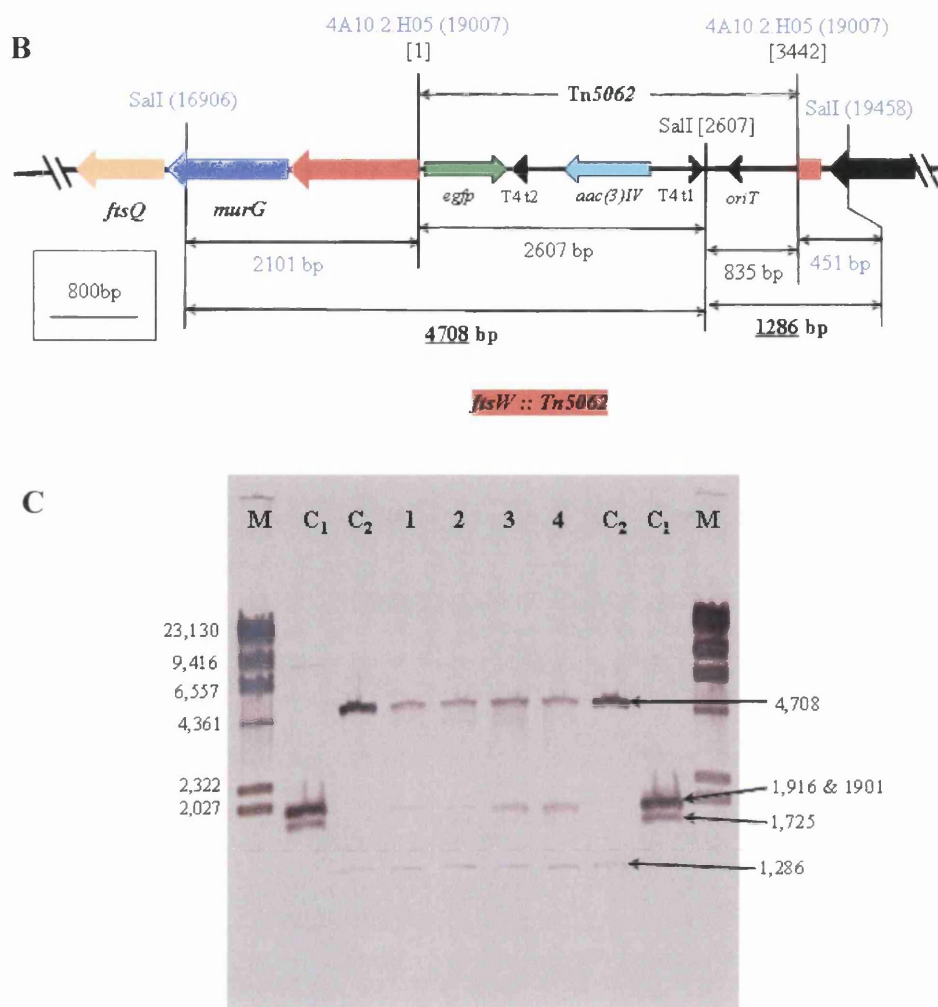 B
4A10.2.H05 (19007)
[1]
4A10.2.H05 (19007)
[3442]
Tn5062
SalI (16906)
SalI [2607]
SalI (19458)
ftsQ
murG
egfp
T4 t2
aac(3)IV
T4 t1
oriT
2101 bp
2607 bp
835 bp
451 bp
800bp
4708 bp
1286 bp
ftsW :: Tn5062
C
M C1 C2 1 2 3 4 C2 C1 M
23,130
9,416
6,557
4,361
2,322
2,027
4,708
1,916 & 1901
1,725
1,286